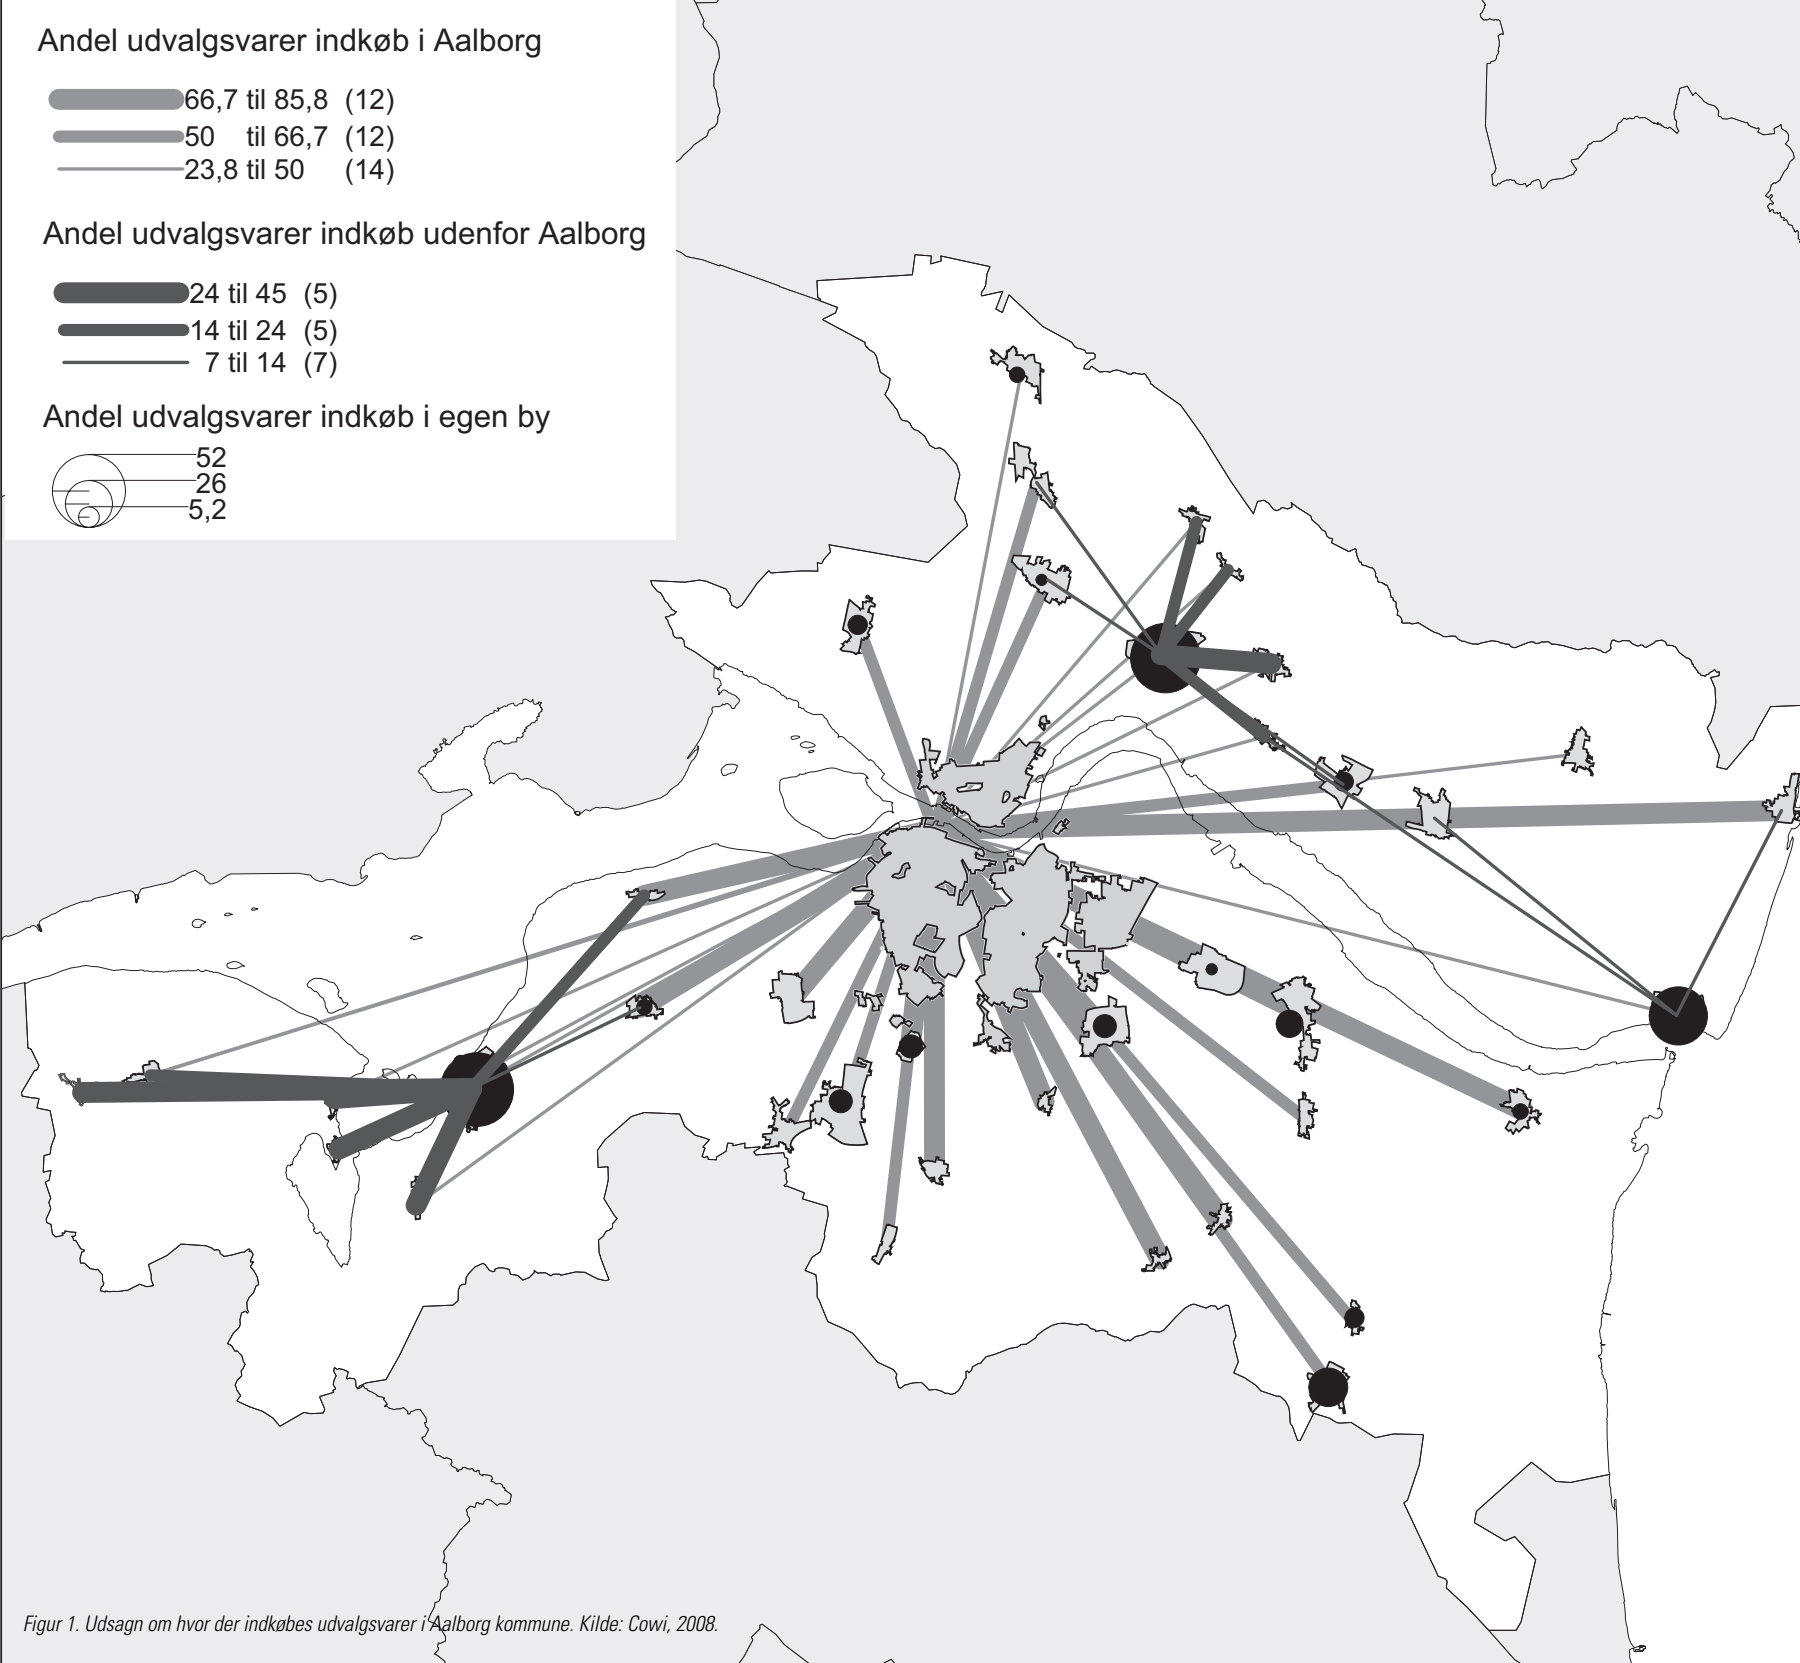 Andel udvalgsvarer indkøb i Aalborg
66,7 til 85,8 (12)
50 til 66,7 (12)
23,8 til 50 (14)
Andel udvalgsvarer indkøb udenfor Aalborg
24 til 45 (5)
14 til 24 (5)
7 til 14 (7)
Andel udvalgsvarer indkøb i egen by
52
26
5,2
Figur 1. Udsagn om hvor der indkøbes udvalgsvarer i Aalborg kommune. Kilde: Cowi, 2008.